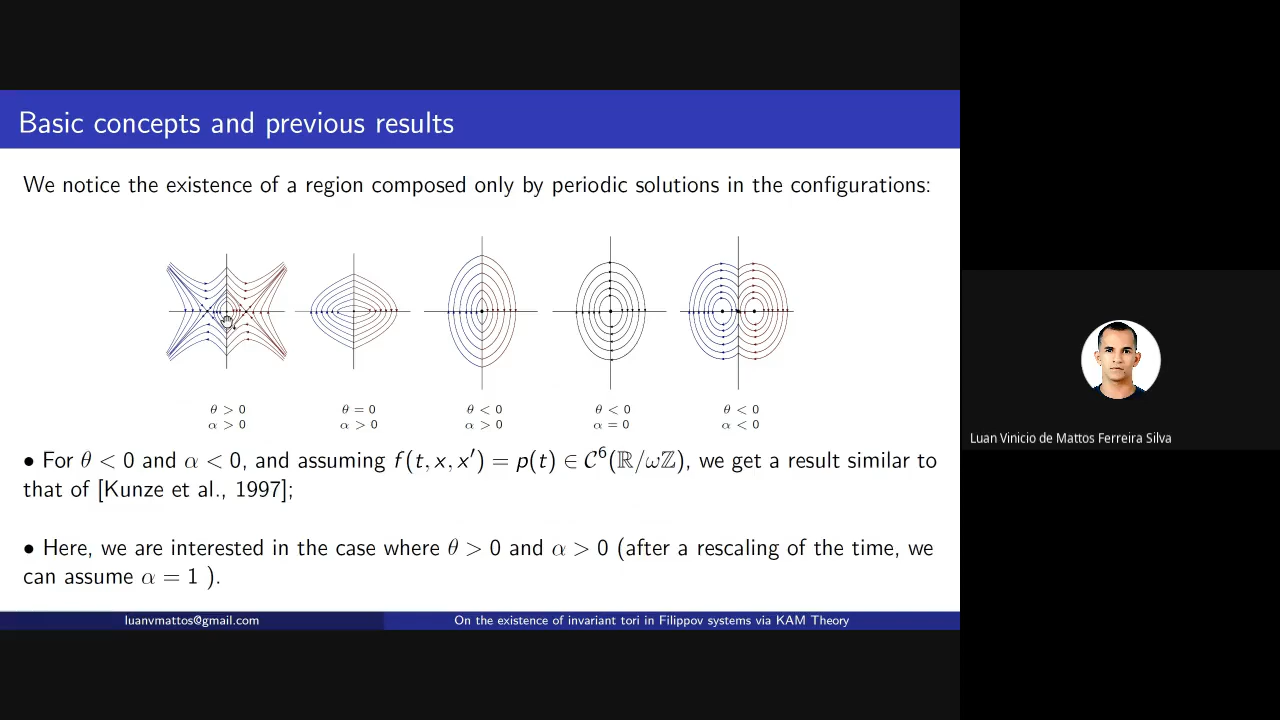 Basic concepts and previous results
We notice the existence of a region composed only by periodic solutions in the configurations:
θ > 0 θ = 0 θ < 0 θ < 0 θ < 0
α > 0 α > 0 α > 0 α = 0 α < 0
• For θ < 0 and α < 0, and assuming f(t, x, x′) = p(t) ∈ 𝒞⁶(ℝ/ωℤ), we get a result similar to
that of [Kunze et al., 1997];
• Here, we are interested in the case where θ > 0 and α > 0 (after a rescaling of the time, we
can assume α = 1 ).
luanvmattos@gmail.com On the existence of invariant tori in Filippov systems via KAM Theory
Luan Vinicio de Mattos Ferreira Silva